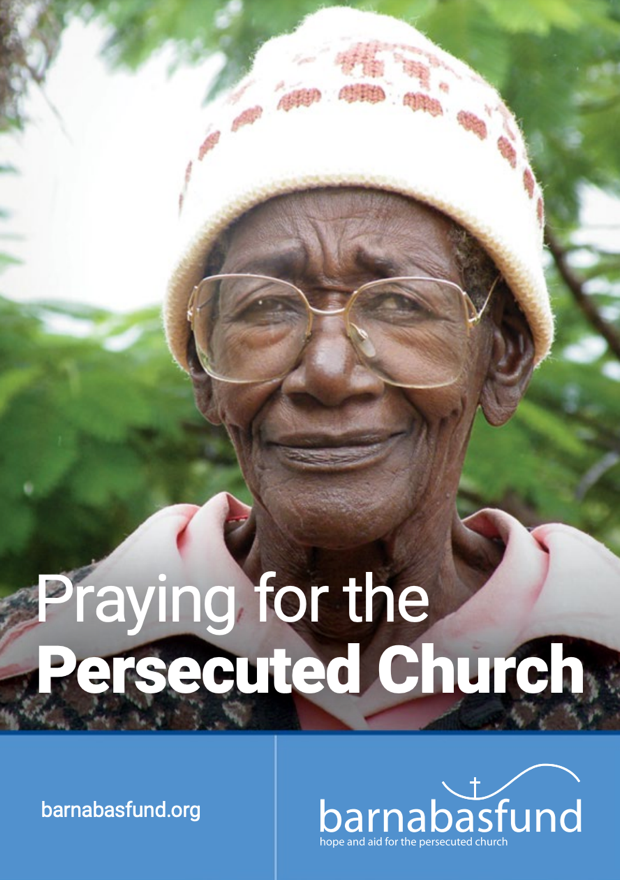 Praying for the
Persecuted Church
barnabasfund.org
barnabasfund
hope and aid for the persecuted church